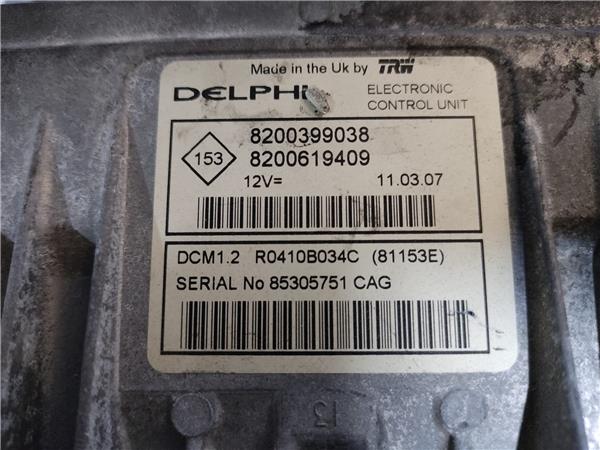 Made in the Uk by TRW
DELPHI
ELECTRONIC
CONTROL UNIT
153
8200399038
8200619409
12V=
11.03.07
DCM1.2 R0410B034C (81153E)
SERIAL No 85305751 CAG
13